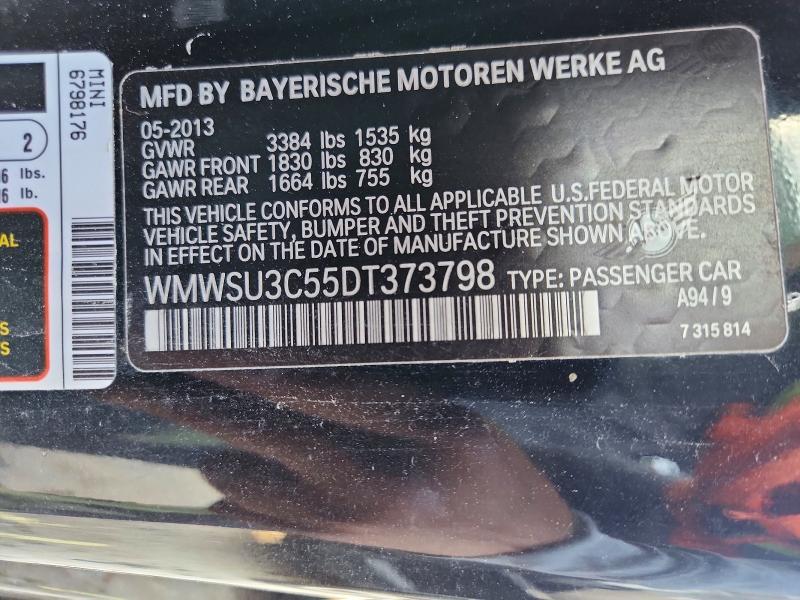 MFD BY BAYERISCHE MOTOREN WERKE AG
05-2013
GVWR 3384 lbs 1535 kg
GAWR FRONT 1830 lbs 830 kg
GAWR REAR 1664 lbs 755 kg
THIS VEHICLE CONFORMS TO ALL APPLICABLE U.S.FEDERAL MOTOR
VEHICLE SAFETY, BUMPER AND THEFT PREVENTION STANDARDS
IN EFFECT ON THE DATE OF MANUFACTURE SHOWN ABOVE.
WMWSU3C55DT373798 TYPE: PASSENGER CAR
A94/9
7 315 814
MINI
6798176
2
6 lbs.
6 lb.
AL
S
S